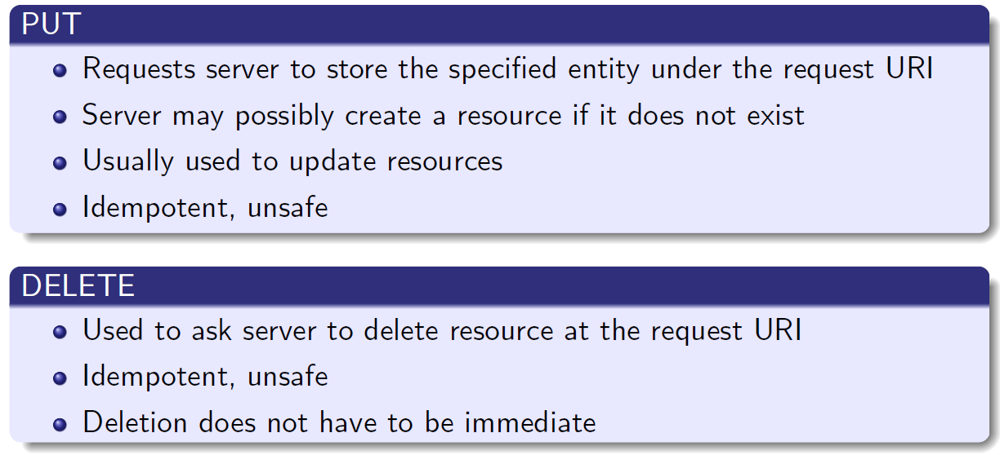 PUT
Requests server to store the specified entity under the request URI
Server may possibly create a resource if it does not exist
Usually used to update resources
Idempotent, unsafe
DELETE
Used to ask server to delete resource at the request URI
Idempotent, unsafe
Deletion does not have to be immediate